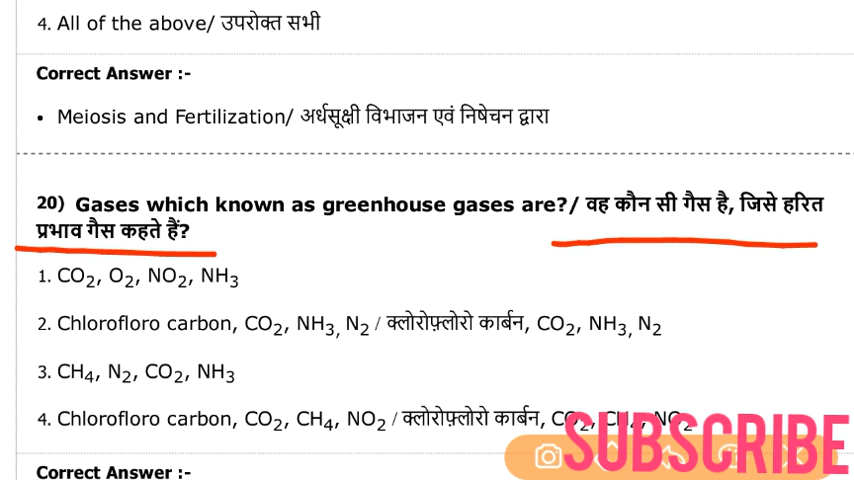 4. All of the above/ उपरोक्त सभी
Correct Answer :-
• Meiosis and Fertilization/ अर्धसूक्षी विभाजन एवं निषेचन द्वारा
20) Gases which known as greenhouse gases are?/ वह कौन सी गैस है, जिसे हरित
प्रभाव गैस कहते हैं?
1. CO2, O2, NO2, NH3
2. Chlorofloro carbon, CO2, NH3, N2 / क्लोरोफ़्लोरो कार्बन, CO2, NH3, N2
3. CH4, N2, CO2, NH3
4. Chlorofloro carbon, CO2, CH4, NO2 / क्लोरोफ़्लोरो कार्बन, CO2, CH4, NO2
SUBSCRIBE
Correct Answer :-